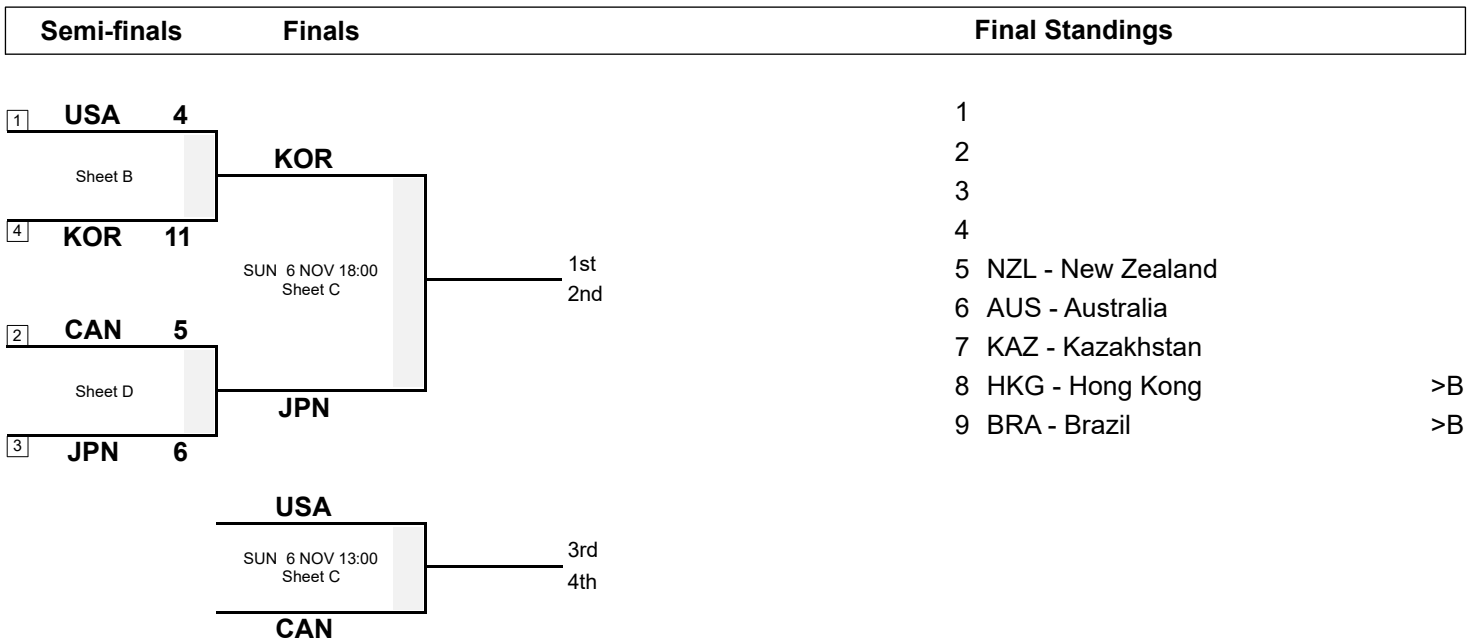 Semi-finals Finals Final Standings
1 USA 4
Sheet B
4 KOR 11
KOR
SUN 6 NOV 18:00
Sheet C
JPN
1st
2nd
2 CAN 5
Sheet D
3 JPN 6
USA
SUN 6 NOV 13:00
Sheet C
CAN
3rd
4th
1
2
3
4
5 NZL - New Zealand
6 AUS - Australia
7 KAZ - Kazakhstan
8 HKG - Hong Kong >B
9 BRA - Brazil >B